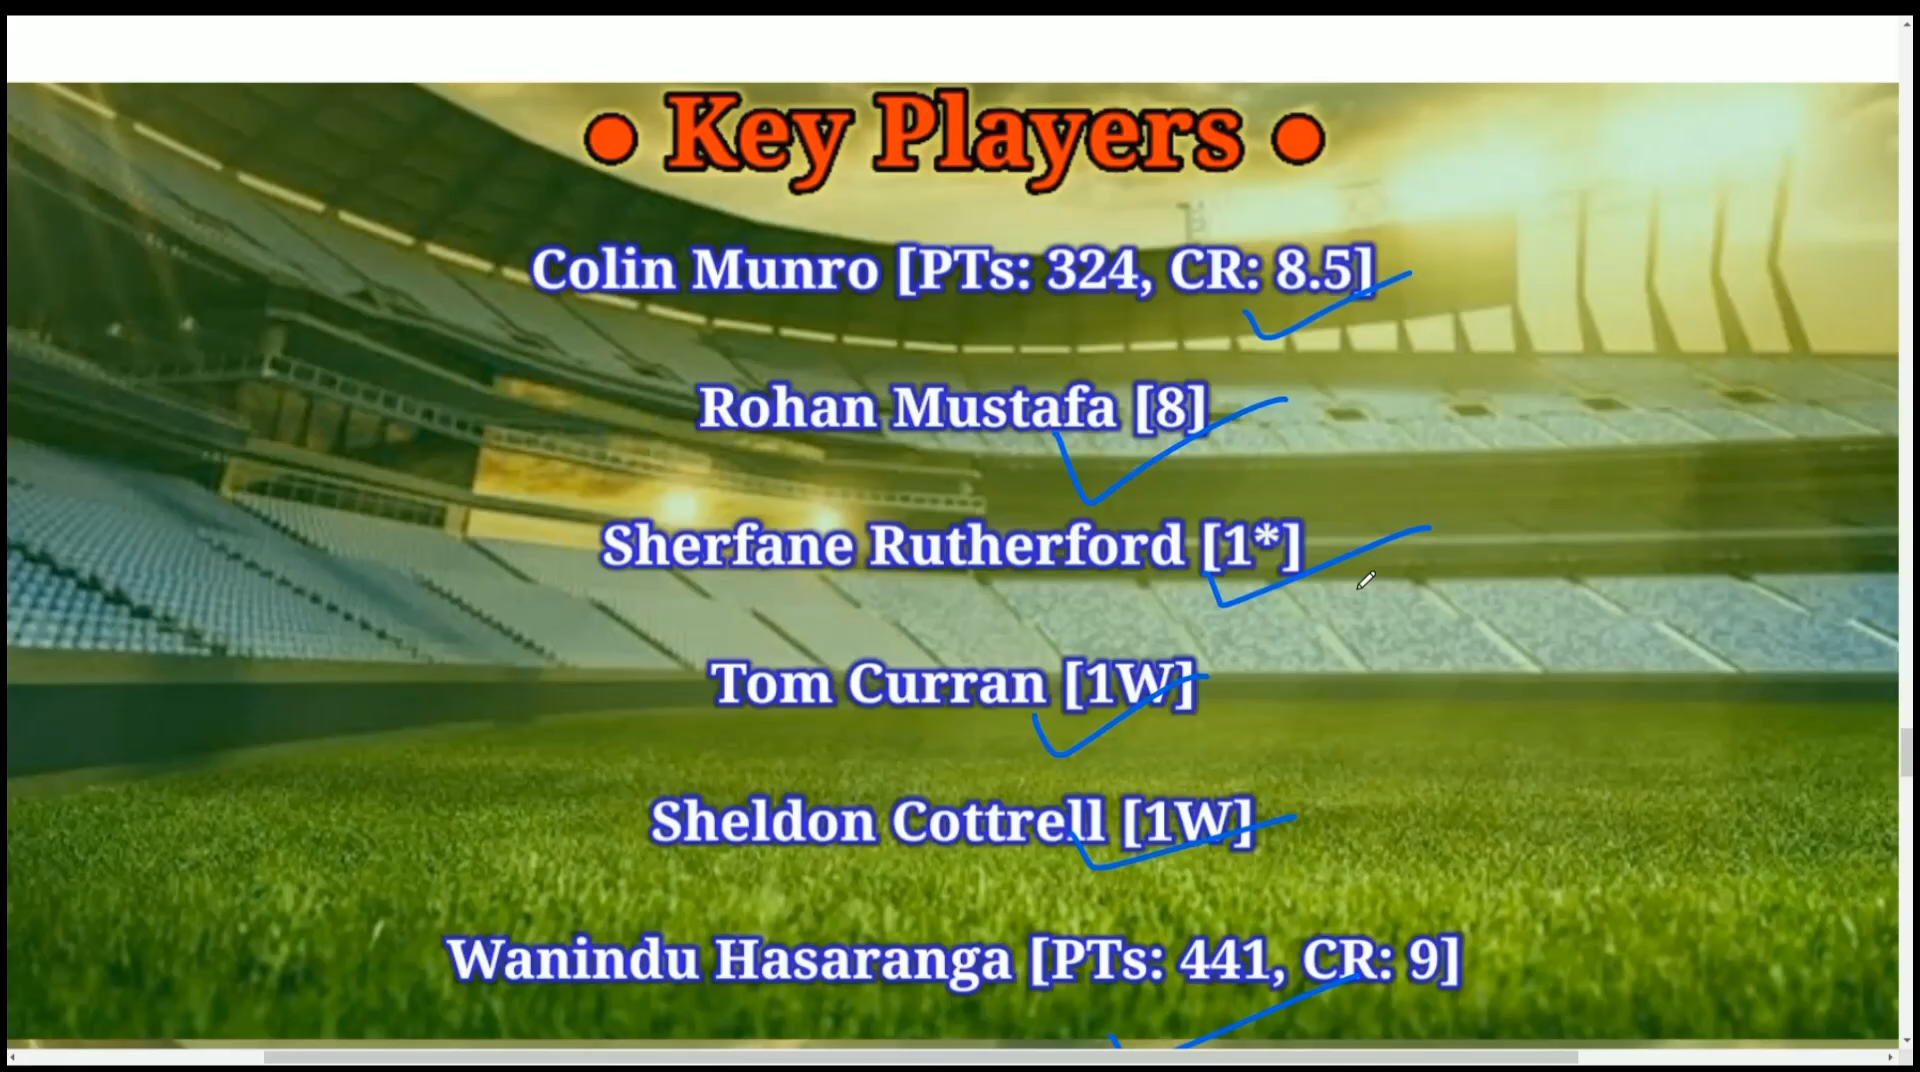 • Key Players •
Colin Munro [PTs: 324, CR: 8.5]
Rohan Mustafa [8]
Sherfane Rutherford [1*]
Tom Curran [1W]
Sheldon Cottrell [1W]
Wanindu Hasaranga [PTs: 441, CR: 9]